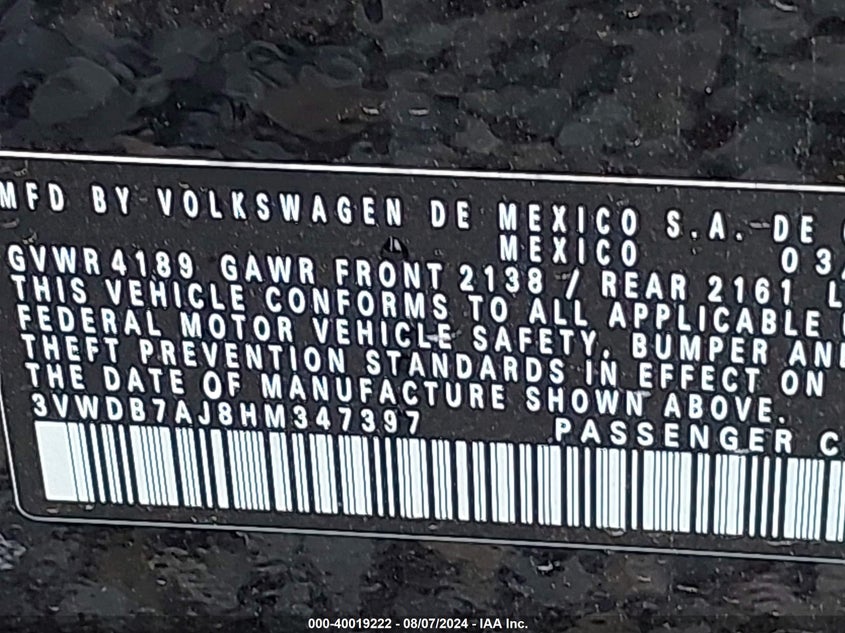 MFD BY VOLKSWAGEN DE MEXICO S.A. DE
MEXICO 03
GVWR 4189 GAWR FRONT 2138 / REAR 2161 L
THIS VEHICLE CONFORMS TO ALL APPLICABLE
FEDERAL MOTOR VEHICLE SAFETY, BUMPER AND
THEFT PREVENTION STANDARDS IN EFFECT ON
THE DATE OF MANUFACTURE SHOWN ABOVE.
3VWDB7AJ8HM347397 PASSENGER C
000-40019222 - 08/07/2024 - IAA Inc.